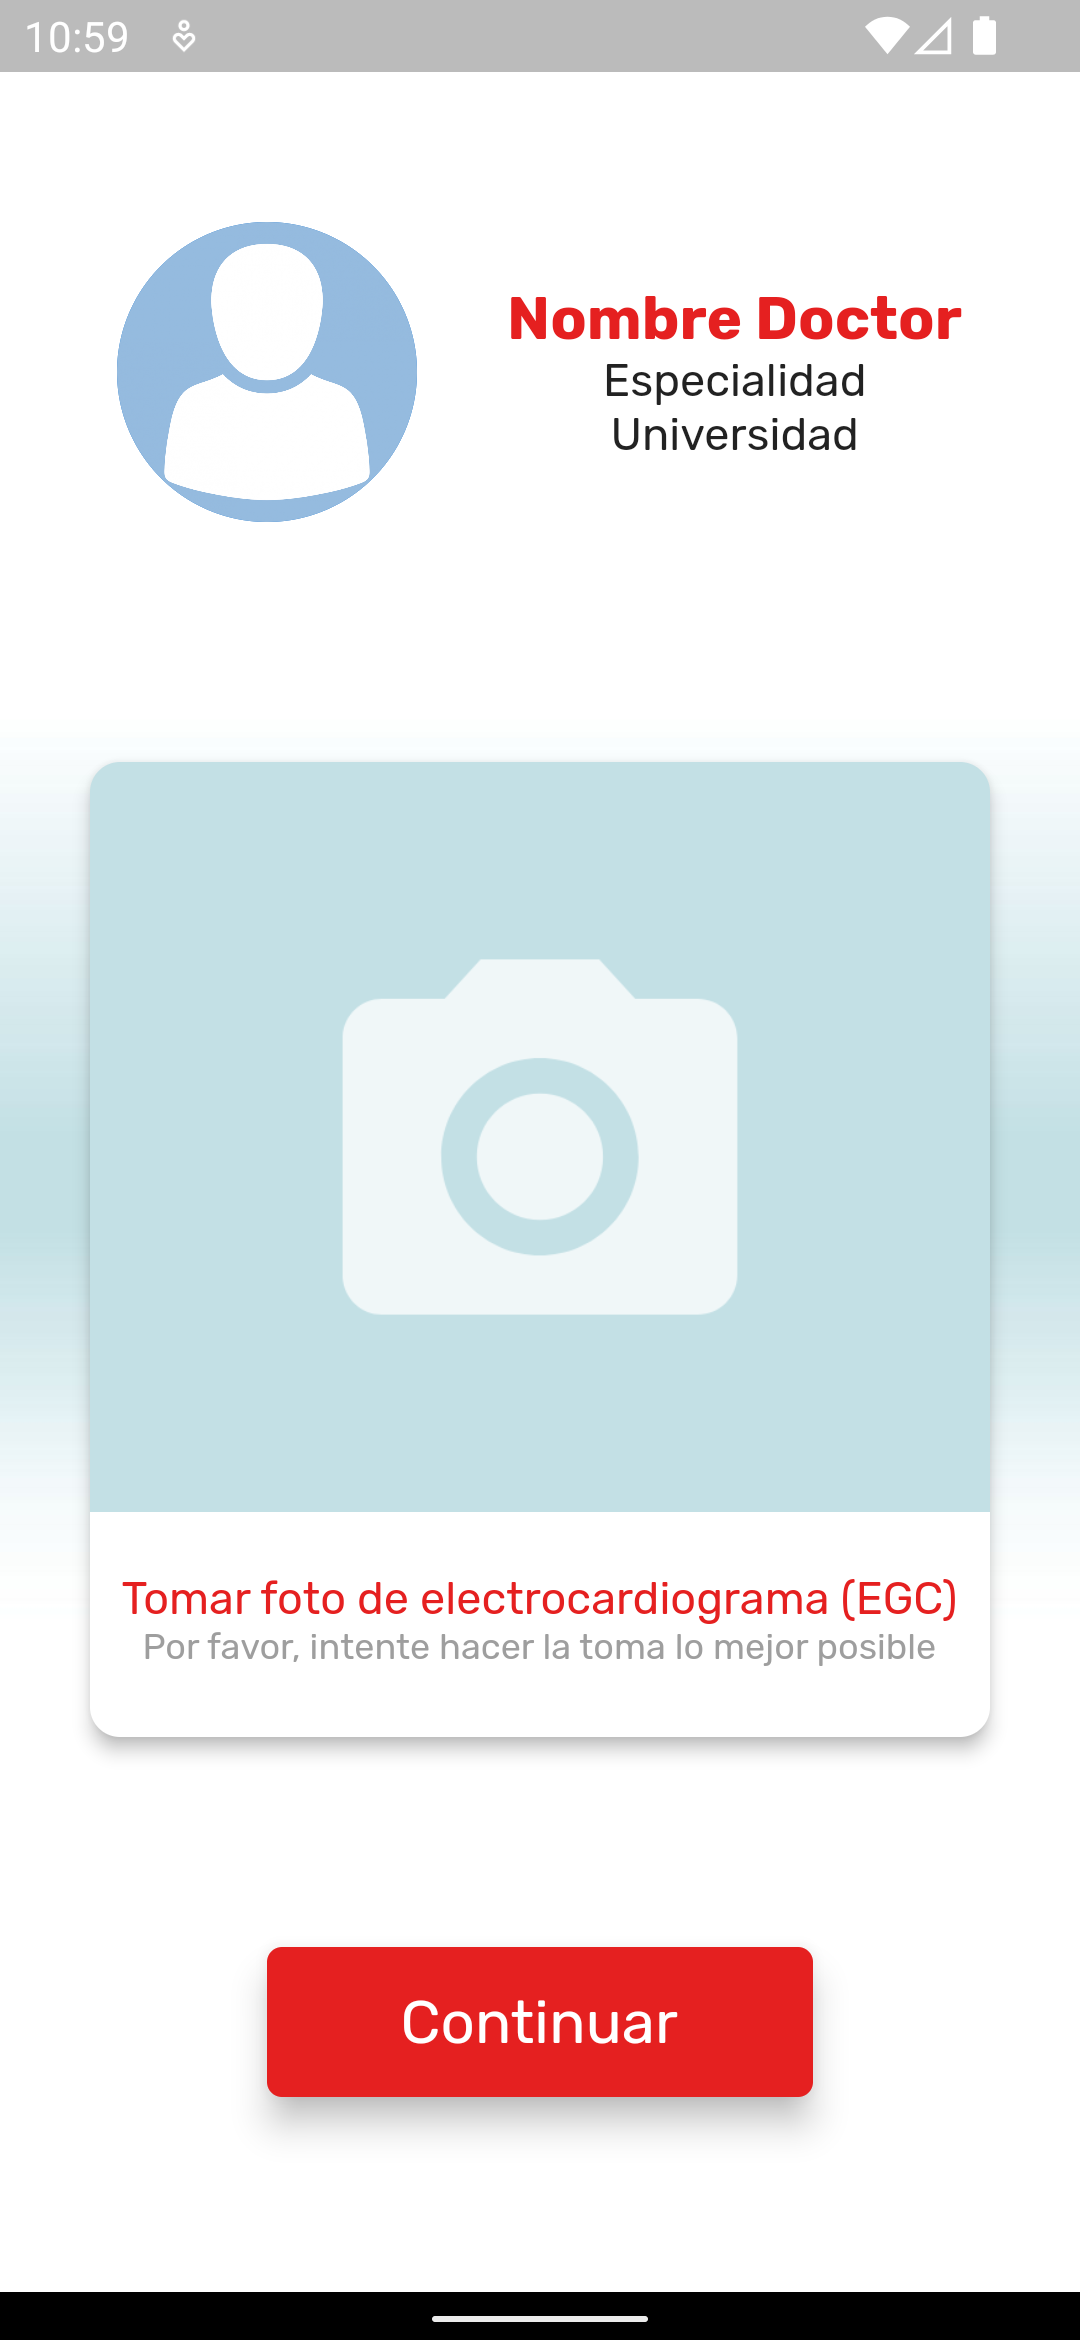 10:59
Nombre Doctor
Especialidad
Universidad
Tomar foto de electrocardiograma (EGC)
Por favor, intente hacer la toma lo mejor posible
Continuar